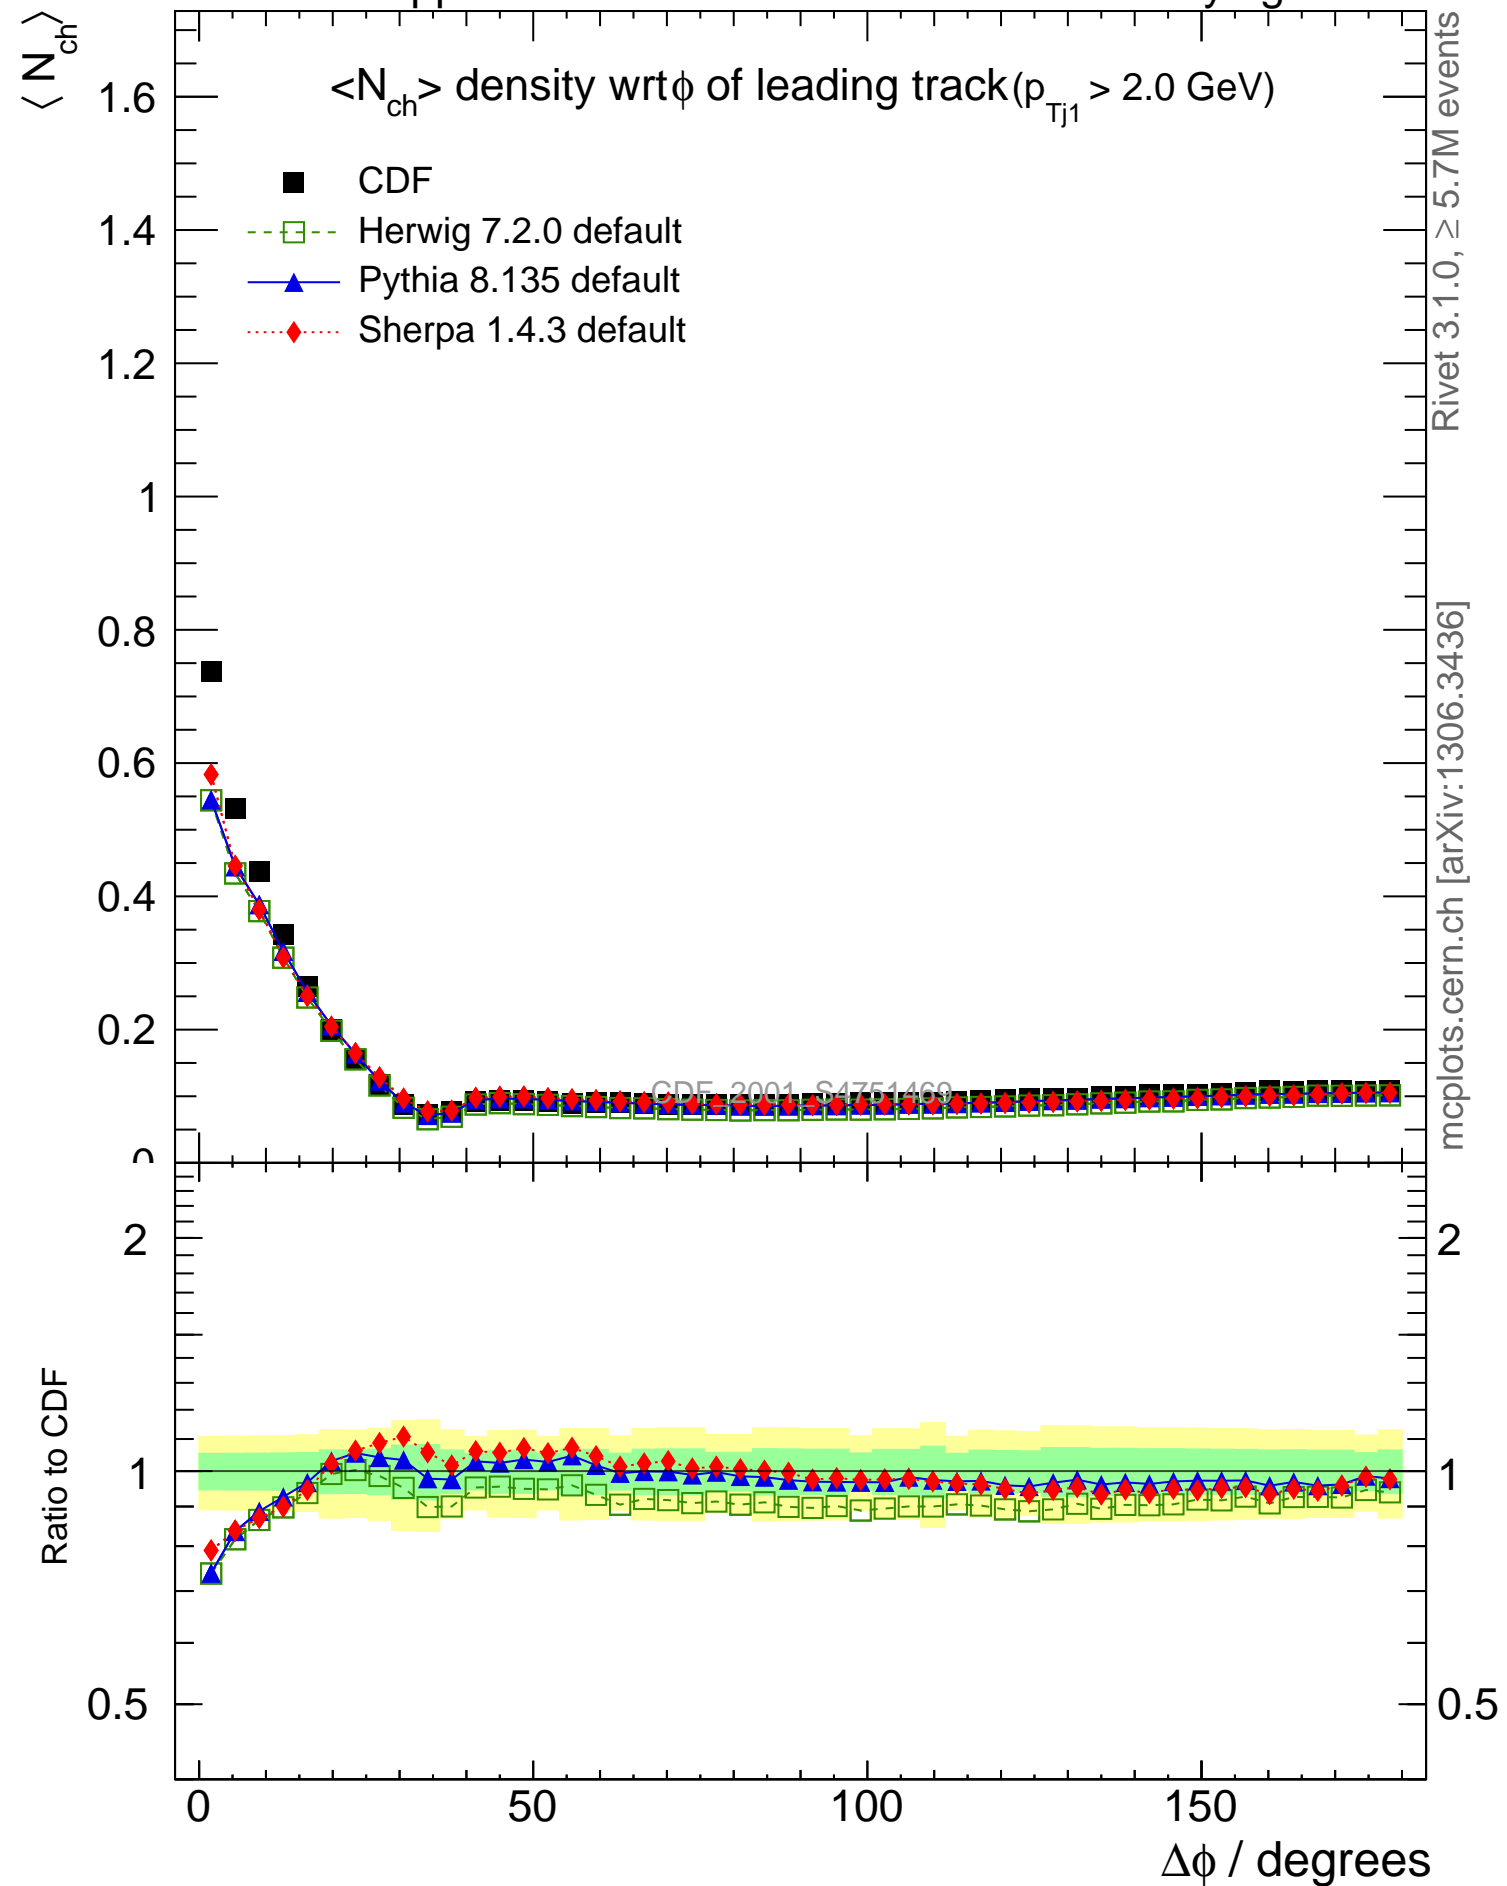 ⟨ N_ch ⟩
<N_ch> density wrt ϕ of leading track (p_Tj1 > 2.0 GeV)
CDF
Herwig 7.2.0 default
Pythia 8.135 default
Sherpa 1.4.3 default
1.6
1.4
1.2
1
0.8
0.6
0.4
0.2
0
CDF_2001_S4751469
Rivet 3.1.0, ≥ 5.7M events
mcplots.cern.ch [arXiv:1306.3436]
Ratio to CDF
2
1
0.5
2
1
0.5
0
50
100
150
Δϕ / degrees